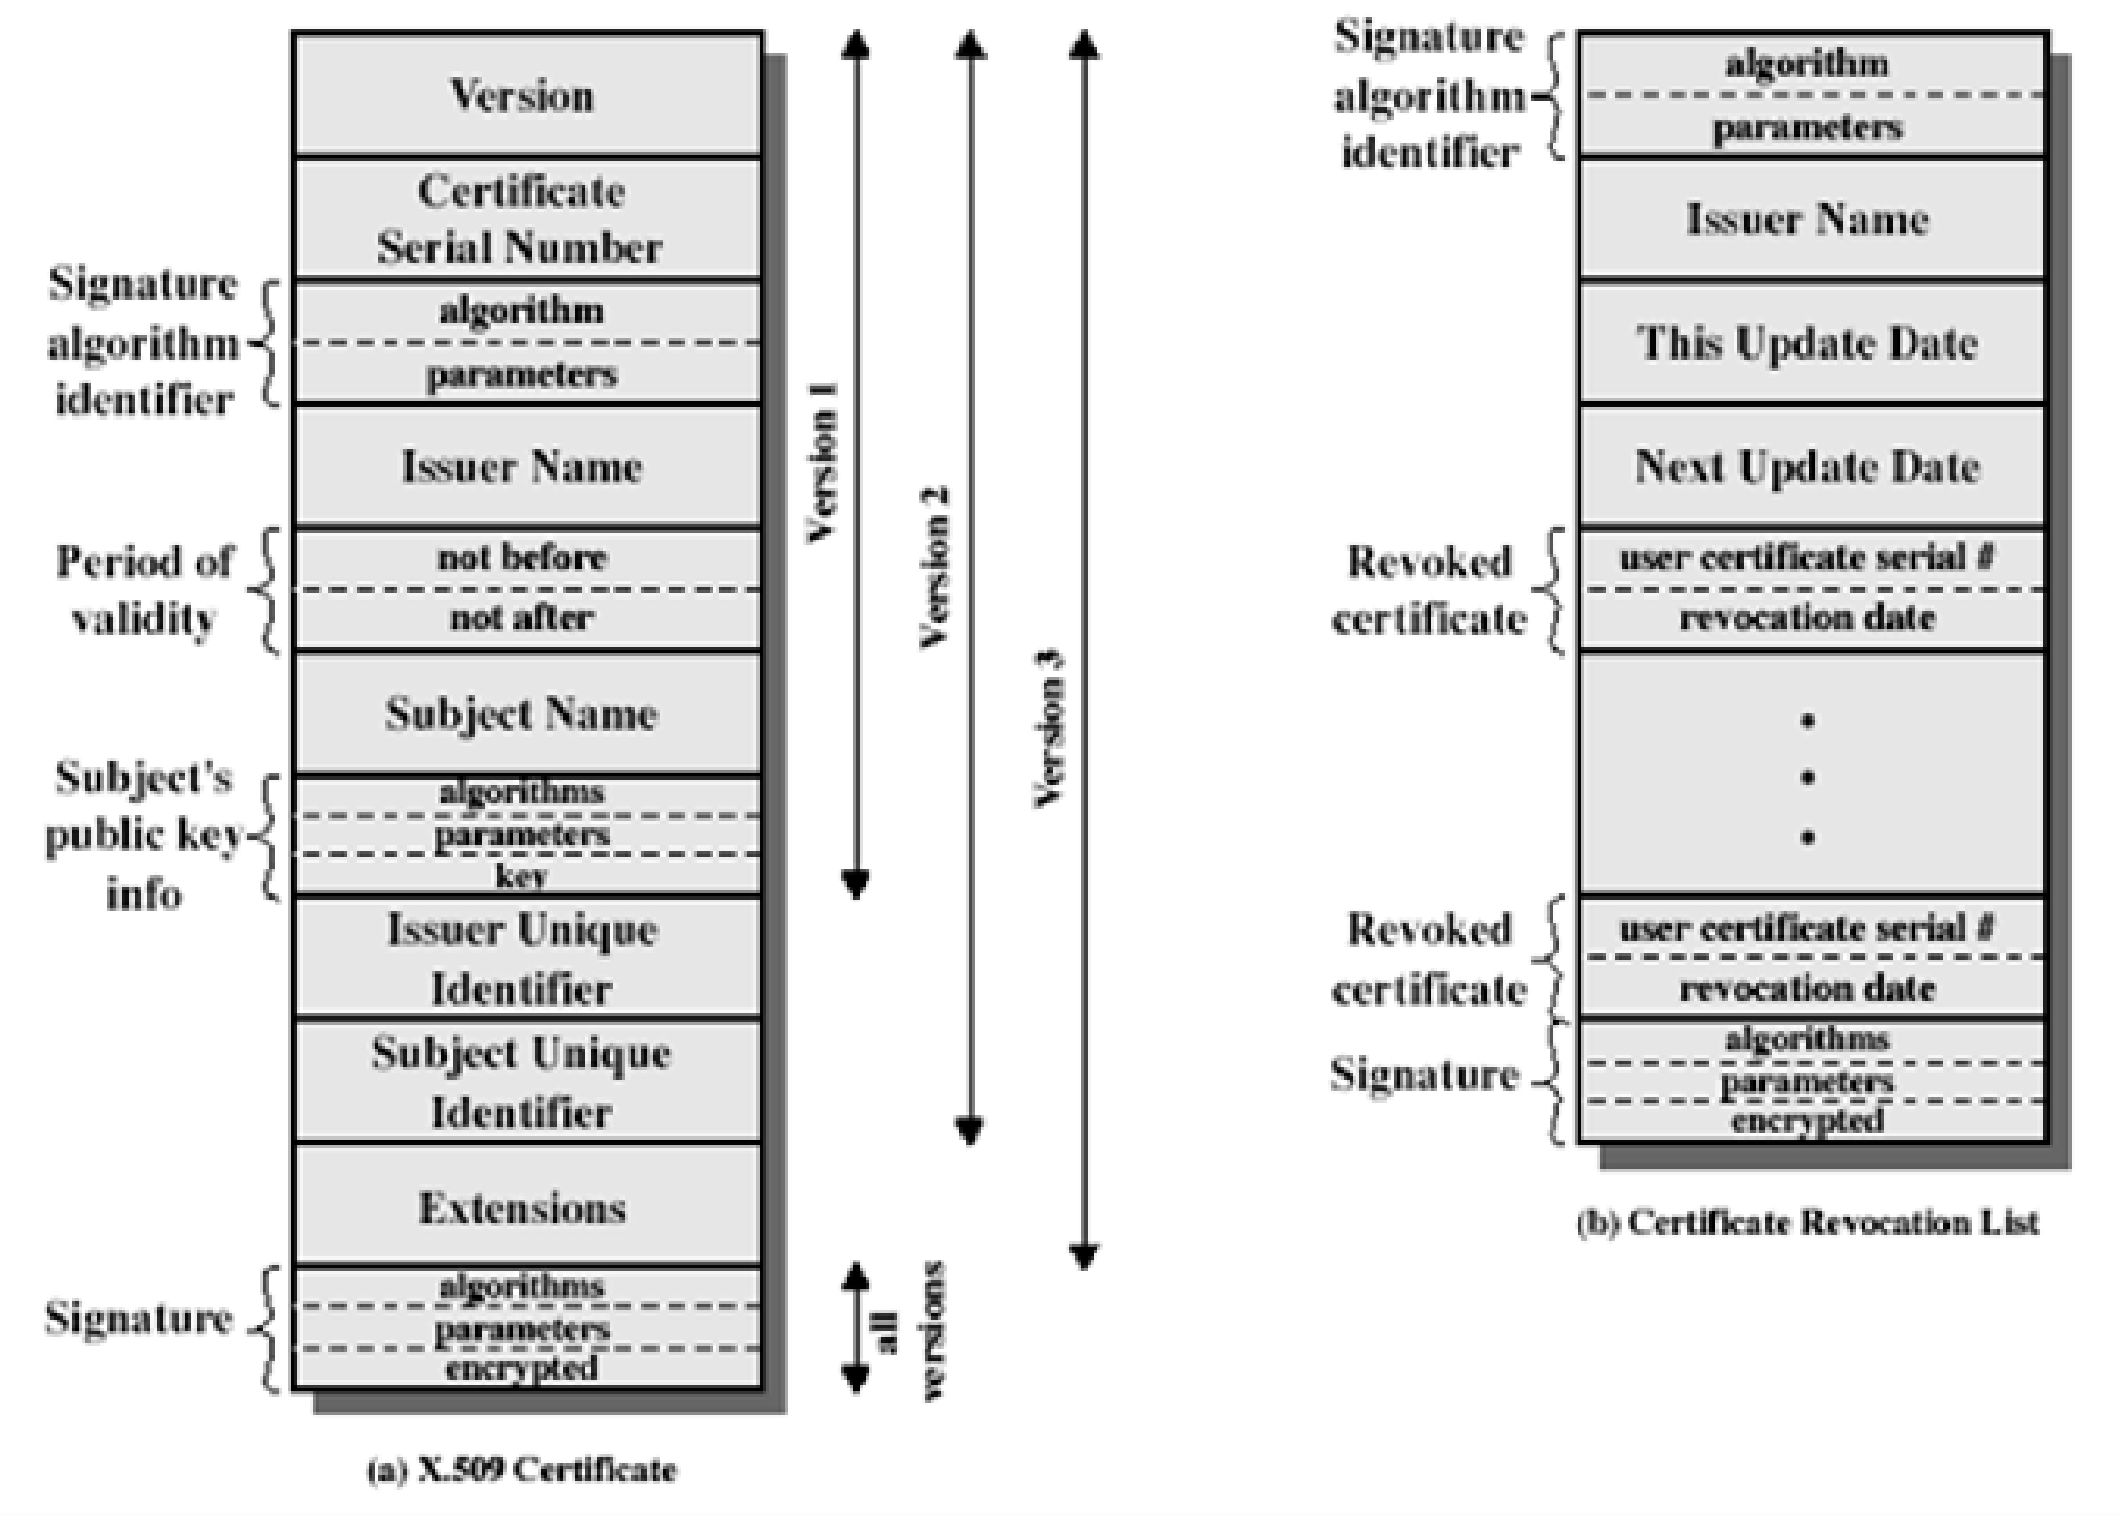 Version
Certificate
Serial Number
Signature
algorithm
identifier
algorithm
parameters
Issuer Name
Period of
validity
not before
not after
Subject Name
Subject's
public key
info
algorithms
parameters
key
Issuer Unique
Identifier
Subject Unique
Identifier
Extensions
Signature
algorithms
parameters
encrypted
Version 1
Version 2
Version 3
all
versions
(a) X.509 Certificate
Signature
algorithm
identifier
algorithm
parameters
Issuer Name
This Update Date
Next Update Date
Revoked
certificate
user certificate serial #
revocation date
Revoked
certificate
user certificate serial #
revocation date
Signature
algorithms
parameters
encrypted
(b) Certificate Revocation List